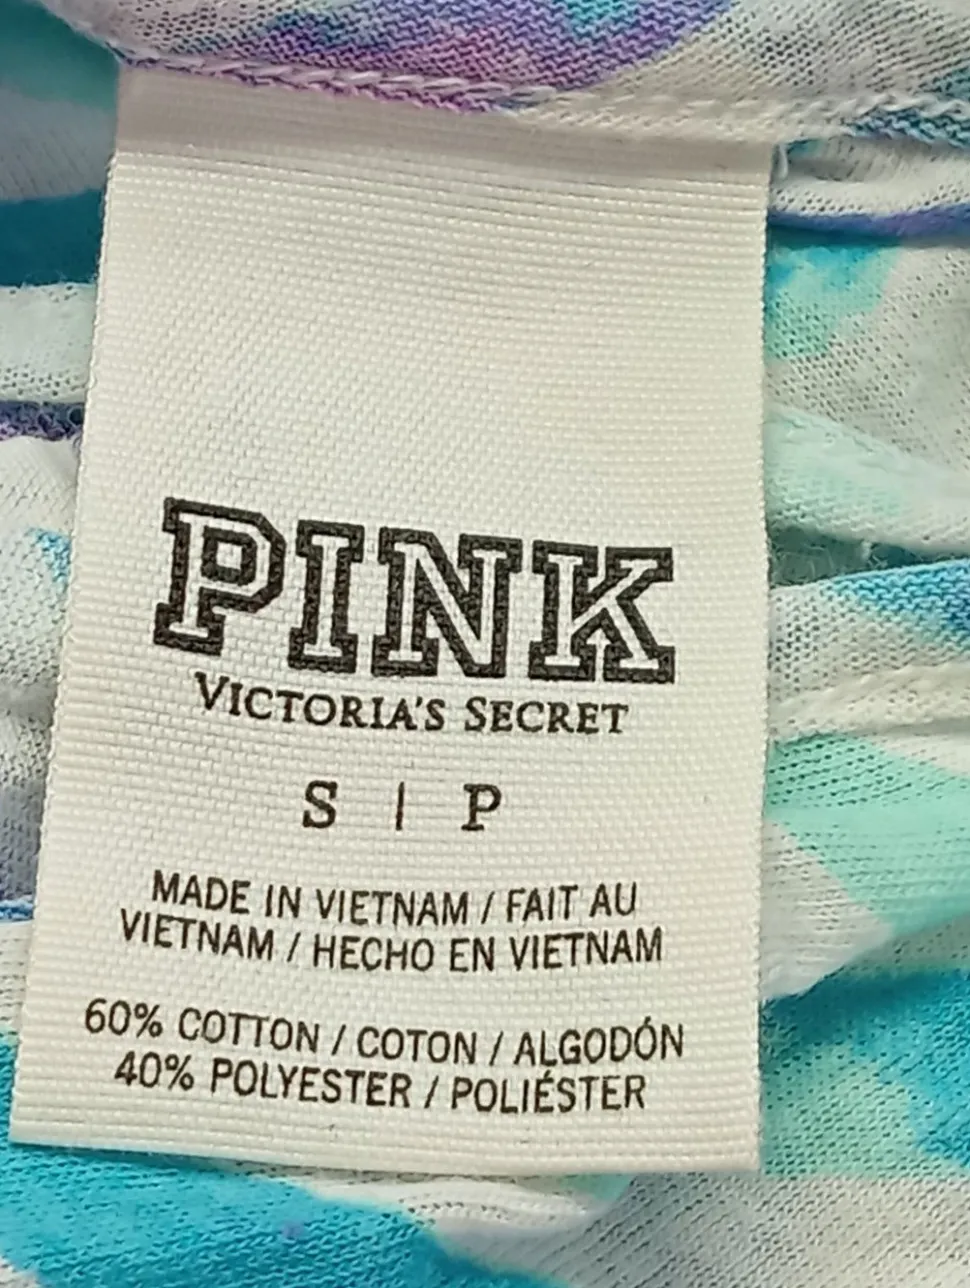 PINK
VICTORIA'S SECRET
S | P
MADE IN VIETNAM / FAIT AU
VIETNAM / HECHO EN VIETNAM
60% COTTON / COTON / ALGODÓN
40% POLYESTER / POLIÉSTER